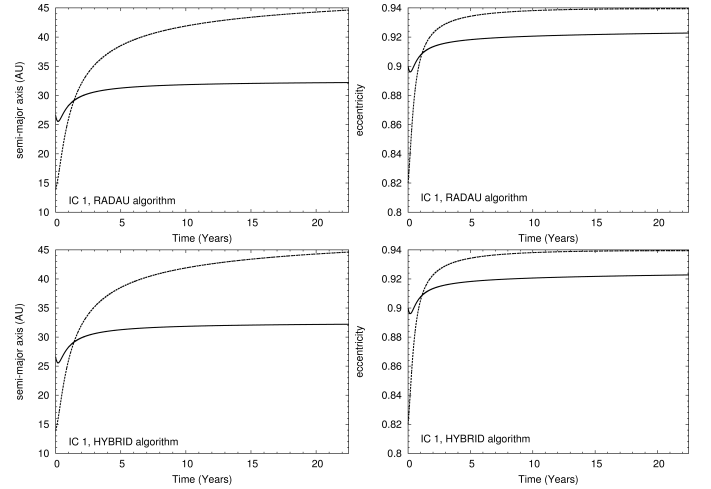 45
40
35
30
25
20
15
10
semi-major axis (AU)
IC 1, RADAU algorithm
0 5 10 15 20
Time (Years)
0.94
0.92
0.9
0.88
0.86
0.84
0.82
0.8
eccentricity
IC 1, RADAU algorithm
0 5 10 15 20
Time (Years)
45
40
35
30
25
20
15
10
semi-major axis (AU)
IC 1, HYBRID algorithm
0 5 10 15 20
Time (Years)
0.94
0.92
0.9
0.88
0.86
0.84
0.82
0.8
eccentricity
IC 1, HYBRID algorithm
0 5 10 15 20
Time (Years)